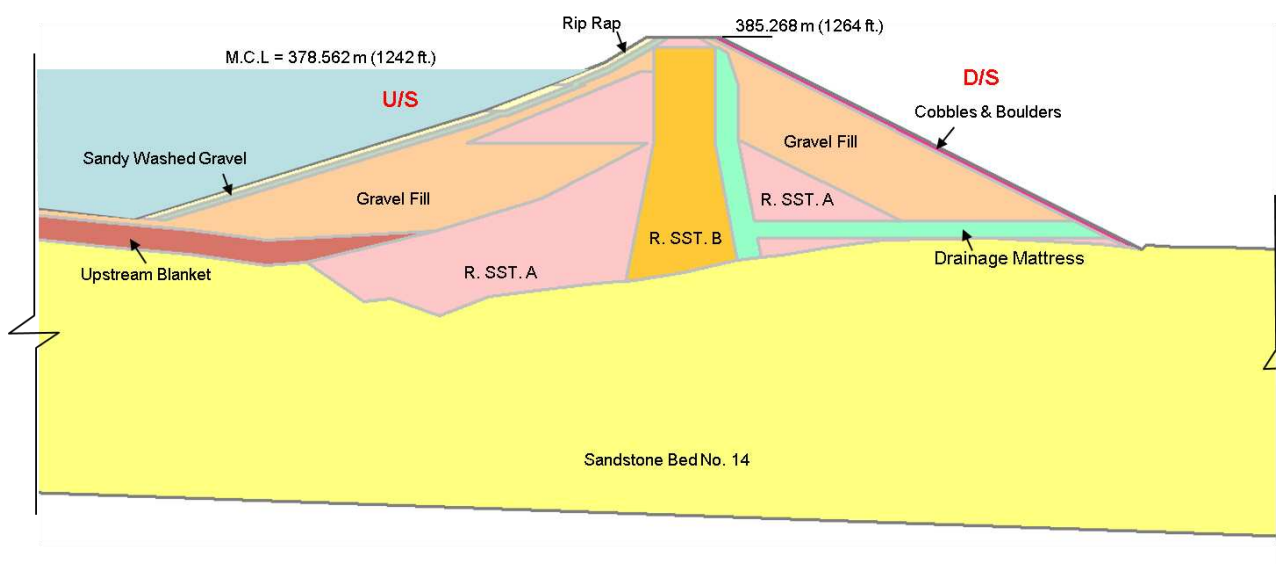 Rip Rap
385.268 m (1264 ft.)
M.C.L = 378.562 m (1242 ft.)
U/S
D/S
Cobbles & Boulders
Gravel Fill
Sandy Washed Gravel
Gravel Fill
R. SST. A
R. SST. B
Drainage Mattress
Upstream Blanket
R. SST. A
Sandstone Bed No. 14